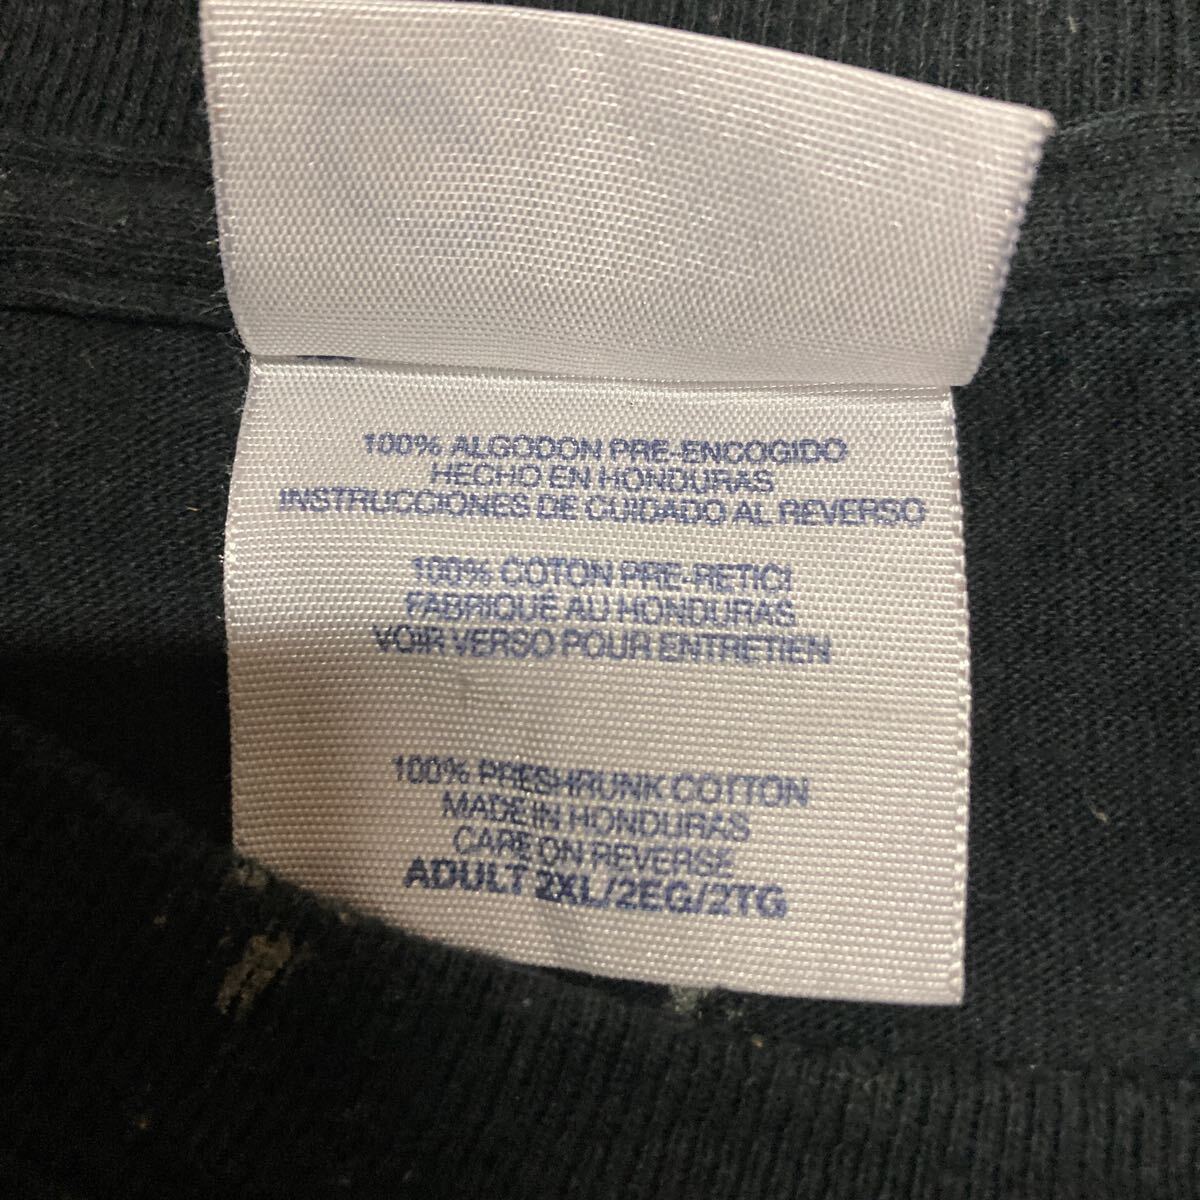 100% ALGODON PRE-ENCOGIDO
HECHO EN HONDURAS
INSTRUCCIONES DE CUIDADO AL REVERSO
100% COTON PRE-RETICI
FABRIQUÉ AU HONDURAS
VOIR VERSO POUR ENTRETIEN
100% PRESHRUNK COTTON
MADE IN HONDURAS
CARE ON REVERSE
ADULT 2XL/2EG/2TG